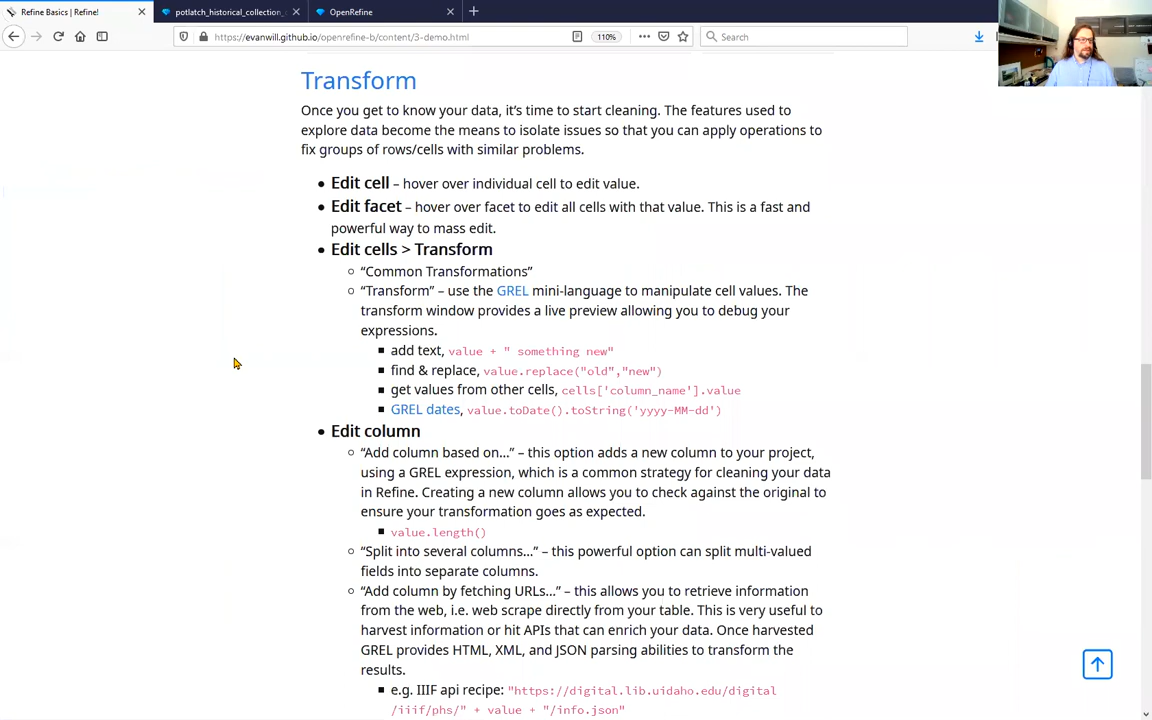 Refine Basics | Refine!
potlatch_historical_collection_
OpenRefine
https://evanwill.github.io/openrefine-b/content/3-demo.html
110%
Search
Transform
Once you get to know your data, it's time to start cleaning. The features used to
explore data become the means to isolate issues so that you can apply operations to
fix groups of rows/cells with similar problems.
Edit cell – hover over individual cell to edit value.
Edit facet – hover over facet to edit all cells with that value. This is a fast and
powerful way to mass edit.
Edit cells > Transform
“Common Transformations”
“Transform” – use the GREL mini-language to manipulate cell values. The
transform window provides a live preview allowing you to debug your
expressions.
add text, value + " something new"
find & replace, value.replace("old","new")
get values from other cells, cells['column_name'].value
GREL dates, value.toDate().toString('yyyy-MM-dd')
Edit column
“Add column based on...” – this option adds a new column to your project,
using a GREL expression, which is a common strategy for cleaning your data
in Refine. Creating a new column allows you to check against the original to
ensure your transformation goes as expected.
value.length()
“Split into several columns...” – this powerful option can split multi-valued
fields into separate columns.
“Add column by fetching URLs...” – this allows you to retrieve information
from the web, i.e. web scrape directly from your table. This is very useful to
harvest information or hit APIs that can enrich your data. Once harvested
GREL provides HTML, XML, and JSON parsing abilities to transform the
results.
e.g. IIIF api recipe: "https://digital.lib.uidaho.edu/digital
/iiif/phs/" + value + "/info.json"